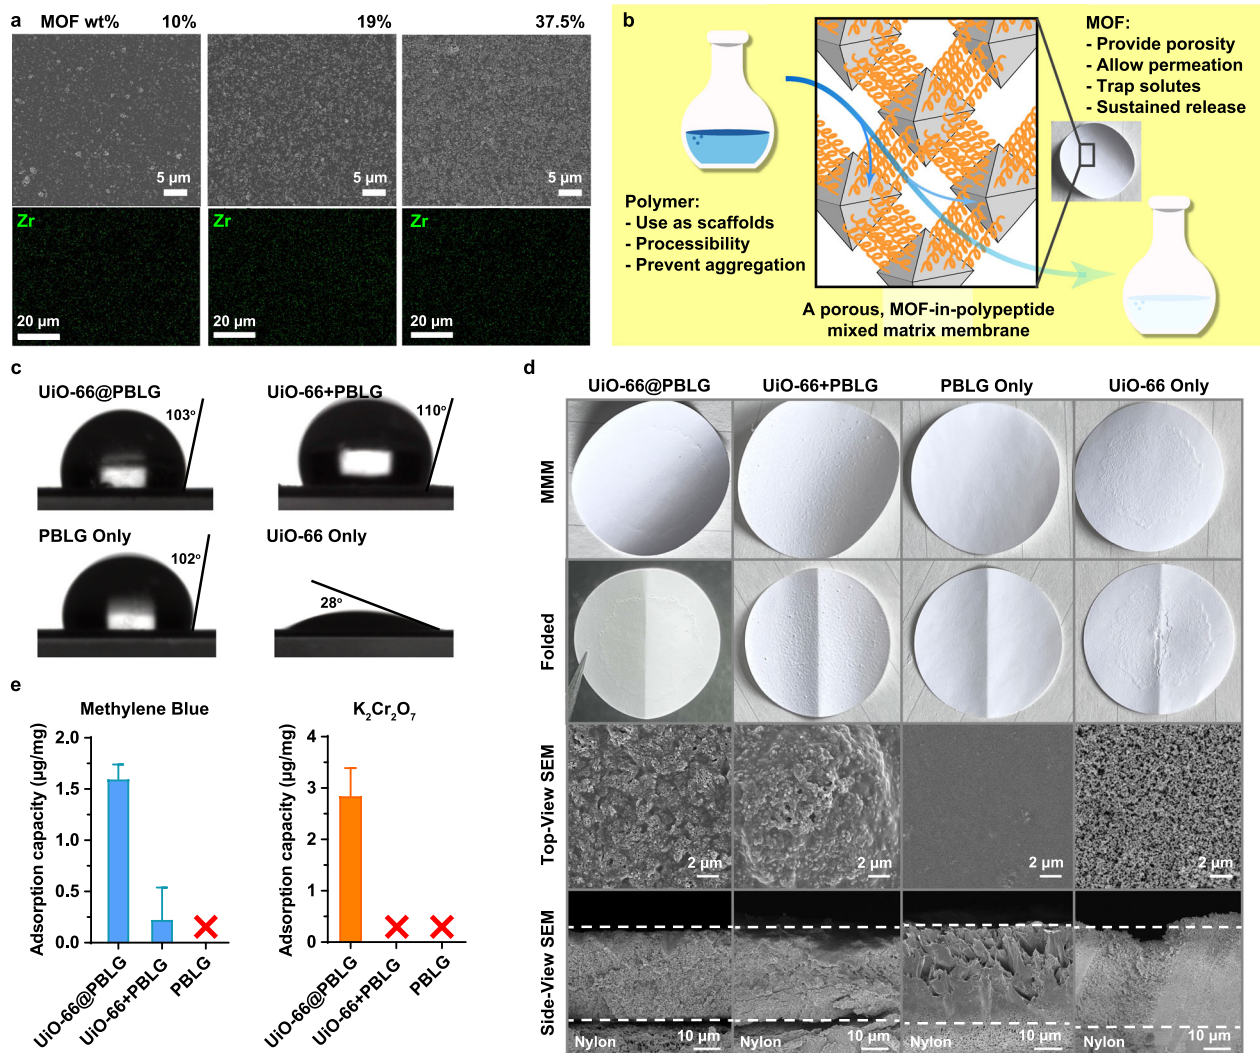 a
MOF wt% 10% 19% 37.5%
5 µm 5 µm 5 µm
Zr Zr Zr
20 µm 20 µm 20 µm
b
MOF:
- Provide porosity
- Allow permeation
- Trap solutes
- Sustained release
Polymer:
- Use as scaffolds
- Processibility
- Prevent aggregation
A porous, MOF-in-polypeptide
mixed matrix membrane
c
UiO-66@PBLG UiO-66+PBLG
103° 110°
PBLG Only UiO-66 Only
102° 28°
d
UiO-66@PBLG UiO-66+PBLG PBLG Only UiO-66 Only
MMM
Folded
Top-View SEM
2 µm 2 µm 2 µm 2 µm
Side-View SEM
Nylon 10 µm 10 µm Nylon 10 µm Nylon 10 µm
e
Methylene Blue
Adsorption capacity (µg/mg)
2.0
1.5
1.0
0.5
0.0
UiO-66@PBLG
UiO-66+PBLG
PBLG
K₂Cr₂O₇
Adsorption capacity (µg/mg)
4
3
2
1
0
UiO-66@PBLG
UiO-66+PBLG
PBLG